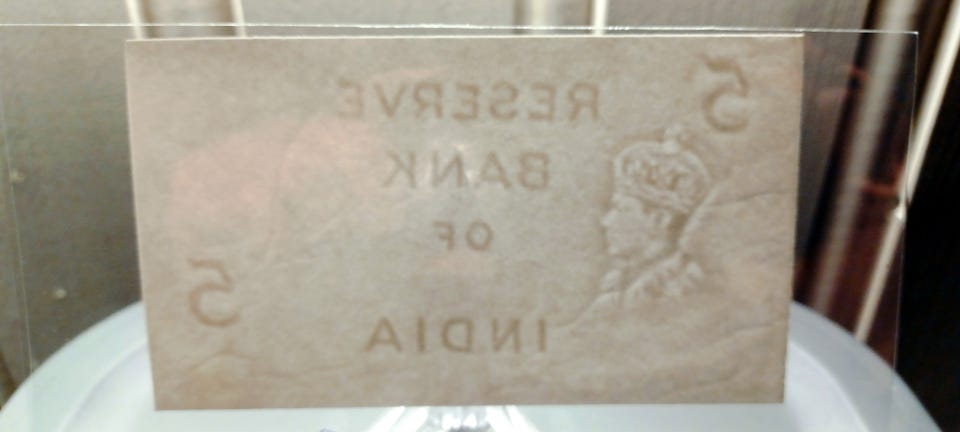 5
RESERVE
BANK
OF
INDIA
5